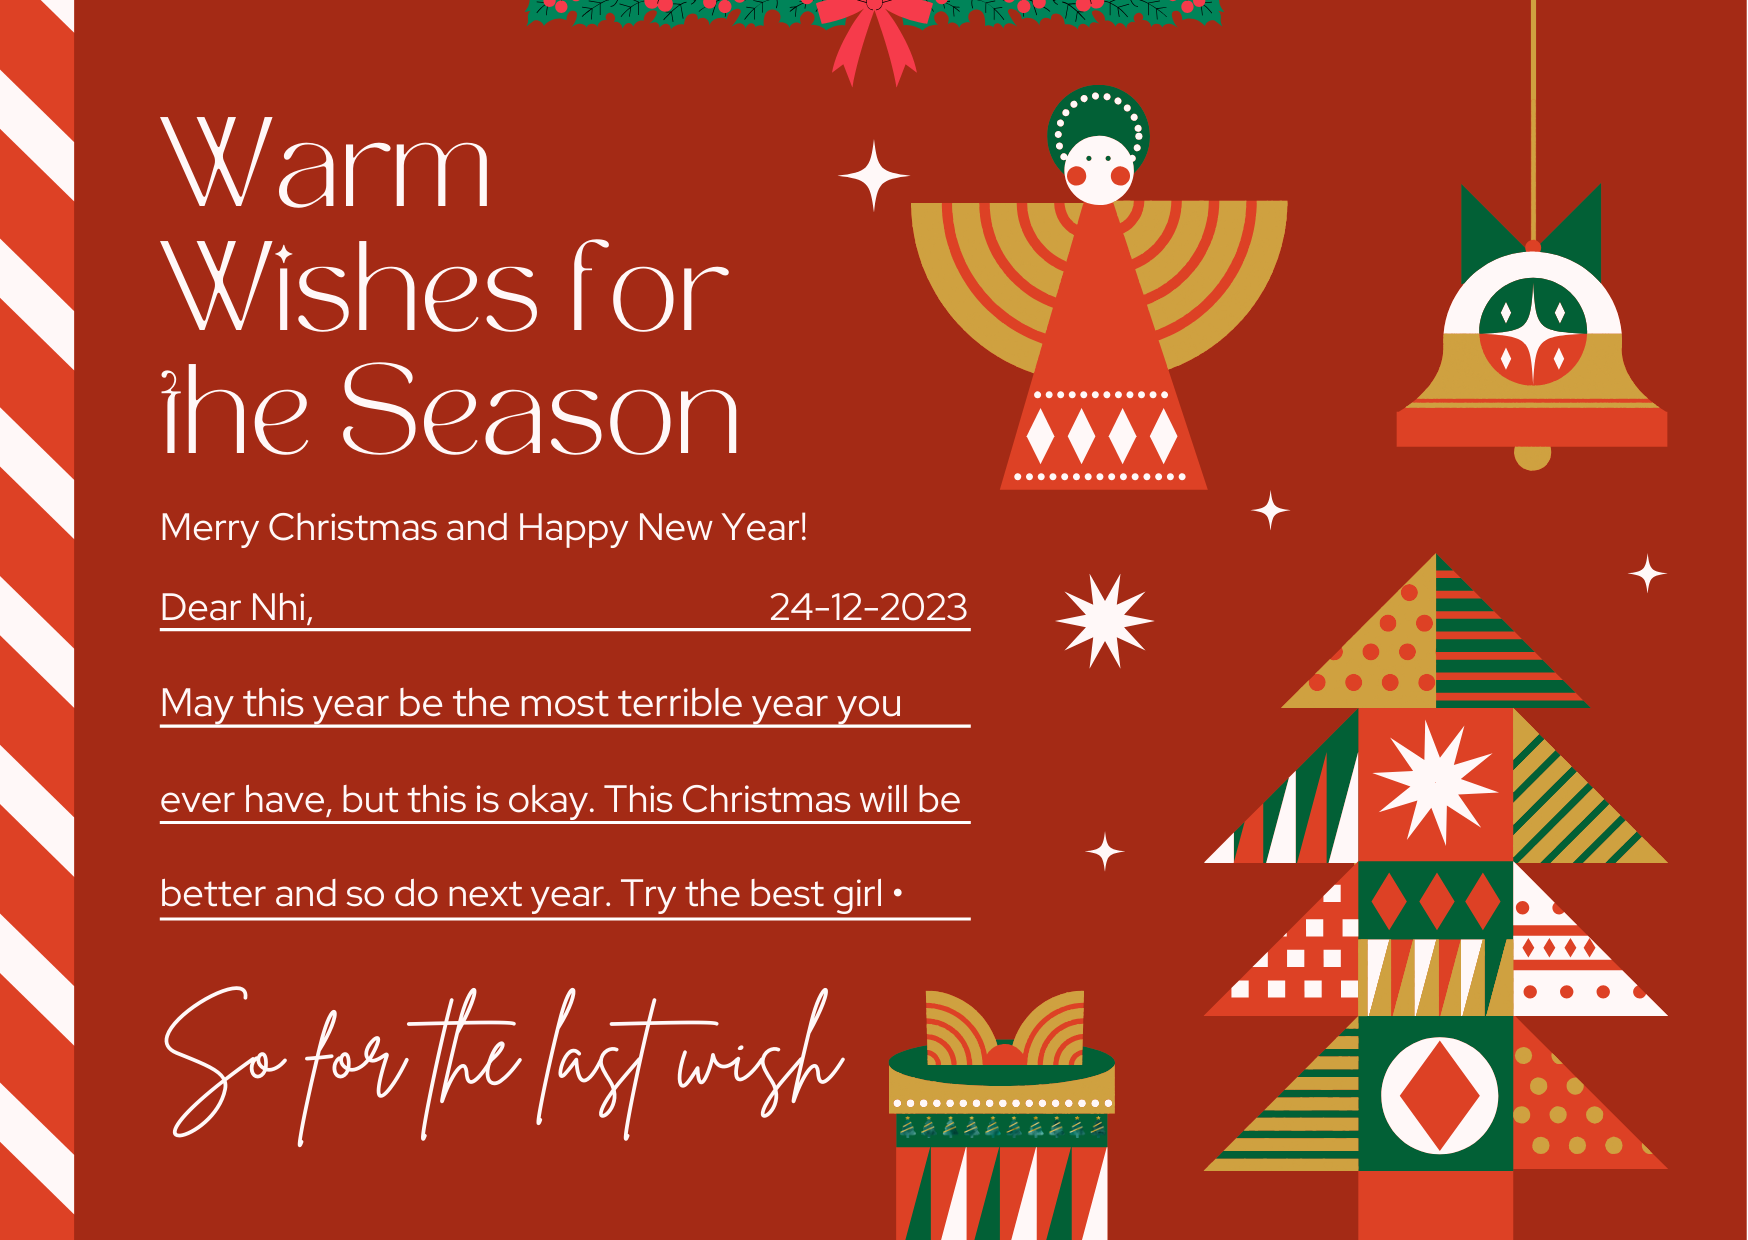 Warm
Wishes for
the Season
Merry Christmas and Happy New Year!
Dear Nhi, 24-12-2023
May this year be the most terrible year you
ever have, but this is okay. This Christmas will be
better and so do next year. Try the best girl •
So for the last wish